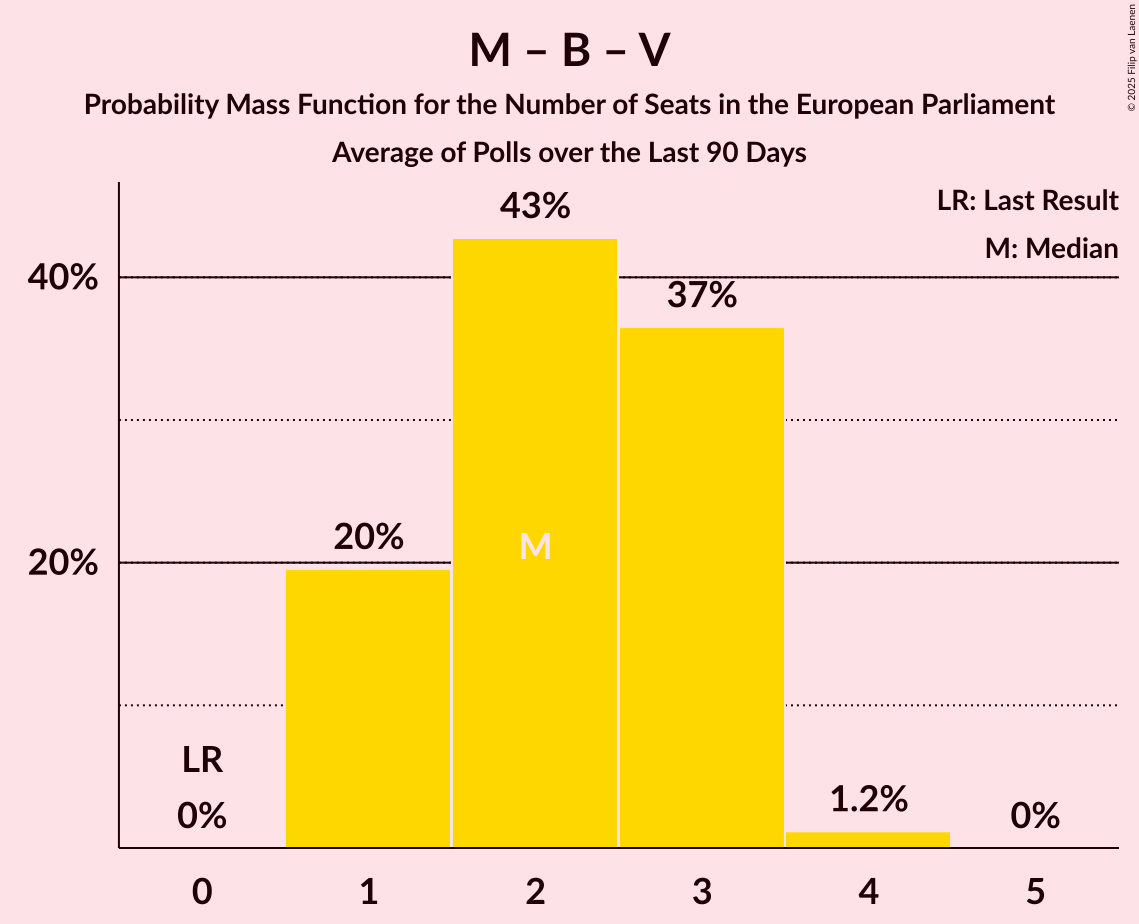 M – B – V
Probability Mass Function for the Number of Seats in the European Parliament
Average of Polls over the Last 90 Days
© 2025 Filip van Laenen
LR: Last Result
M: Median
43%
40%
37%
20%
M
20%
LR
0%
1.2%
0%
0 1 2 3 4 5